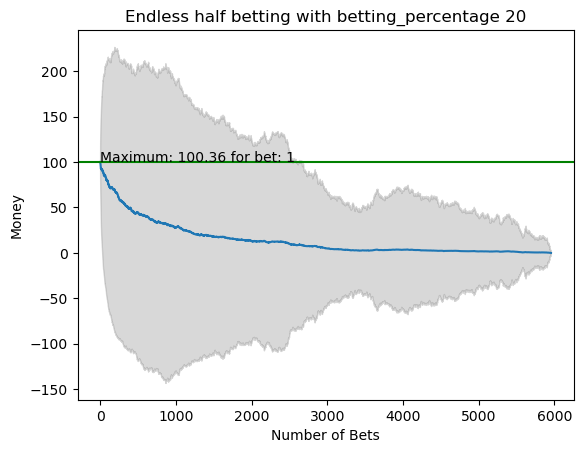 Endless half betting with betting_percentage 20
Money
200
150
100
50
0
−50
−100
−150
Maximum: 100.36 for bet: 1
0 1000 2000 3000 4000 5000 6000
Number of Bets